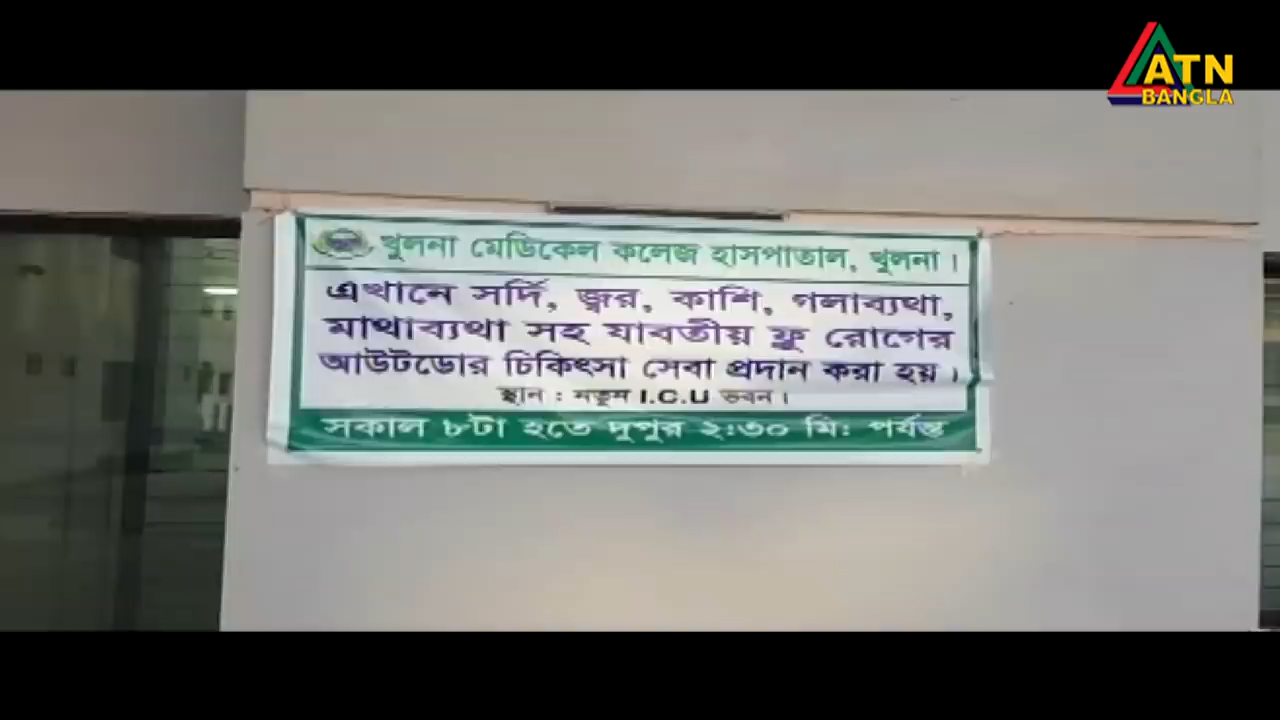 ATN
BANGLA
খুলনা মেডিকেল কলেজ হাসপাতাল, খুলনা।
এখানে সর্দি, জ্বর, কাশি, গলাব্যথা,
মাথাব্যথা সহ যাবতীয় ফ্লু রোগের
আউটডোর চিকিৎসা সেবা প্রদান করা হয়।
স্থান : নতুন I.C.U ভবন।
সকাল ৮টা হতে দুপুর ২:৩০ মি: পর্যন্ত